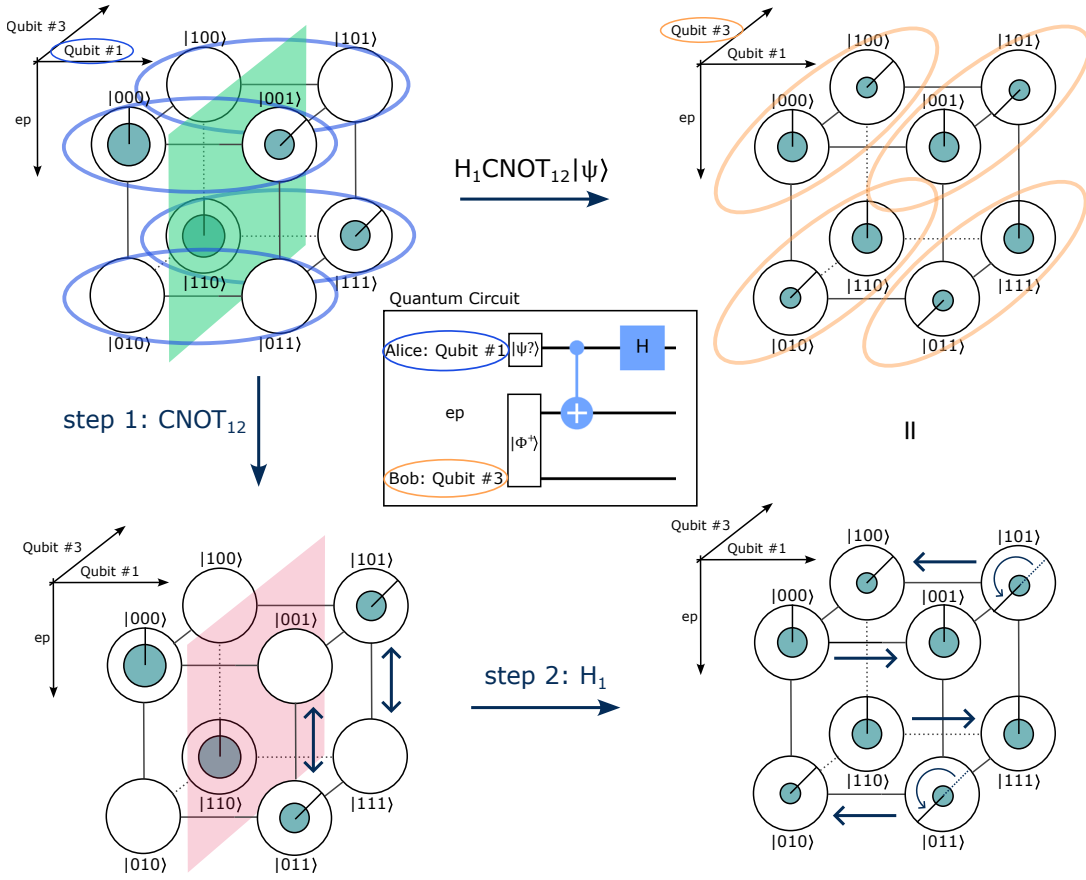 Qubit #3
Qubit #1
ep
|100⟩
|101⟩
|000⟩
|001⟩
|110⟩
|111⟩
|010⟩
|011⟩
H₁CNOT₁₂|ψ⟩
Qubit #3
Qubit #1
ep
|100⟩
|101⟩
|000⟩
|001⟩
|110⟩
|111⟩
|010⟩
|011⟩
step 1: CNOT₁₂
Quantum Circuit
Alice: Qubit #1
|ψ?⟩
H
ep
|Φ⁺⟩
Bob: Qubit #3
=
Qubit #3
Qubit #1
ep
|100⟩
|101⟩
|000⟩
|001⟩
|110⟩
|111⟩
|010⟩
|011⟩
step 2: H₁
Qubit #3
Qubit #1
ep
|100⟩
|101⟩
|000⟩
|001⟩
|110⟩
|111⟩
|010⟩
|011⟩